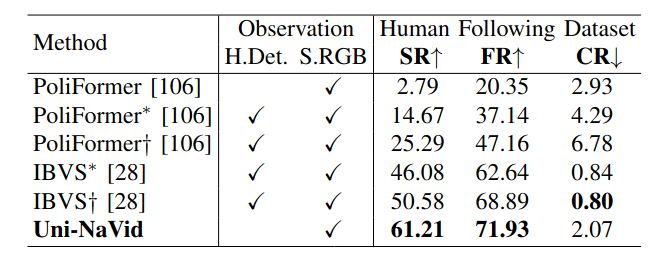 Method Observation Human Following Dataset
H.Det. S.RGB SR↑ FR↑ CR↓
PoliFormer [106] ✓ 2.79 20.35 2.93
PoliFormer* [106] ✓ ✓ 14.67 37.14 4.29
PoliFormer† [106] ✓ ✓ 25.29 47.16 6.78
IBVS* [28] ✓ ✓ 46.08 62.64 0.84
IBVS† [28] ✓ ✓ 50.58 68.89 0.80
Uni-NaVid ✓ 61.21 71.93 2.07